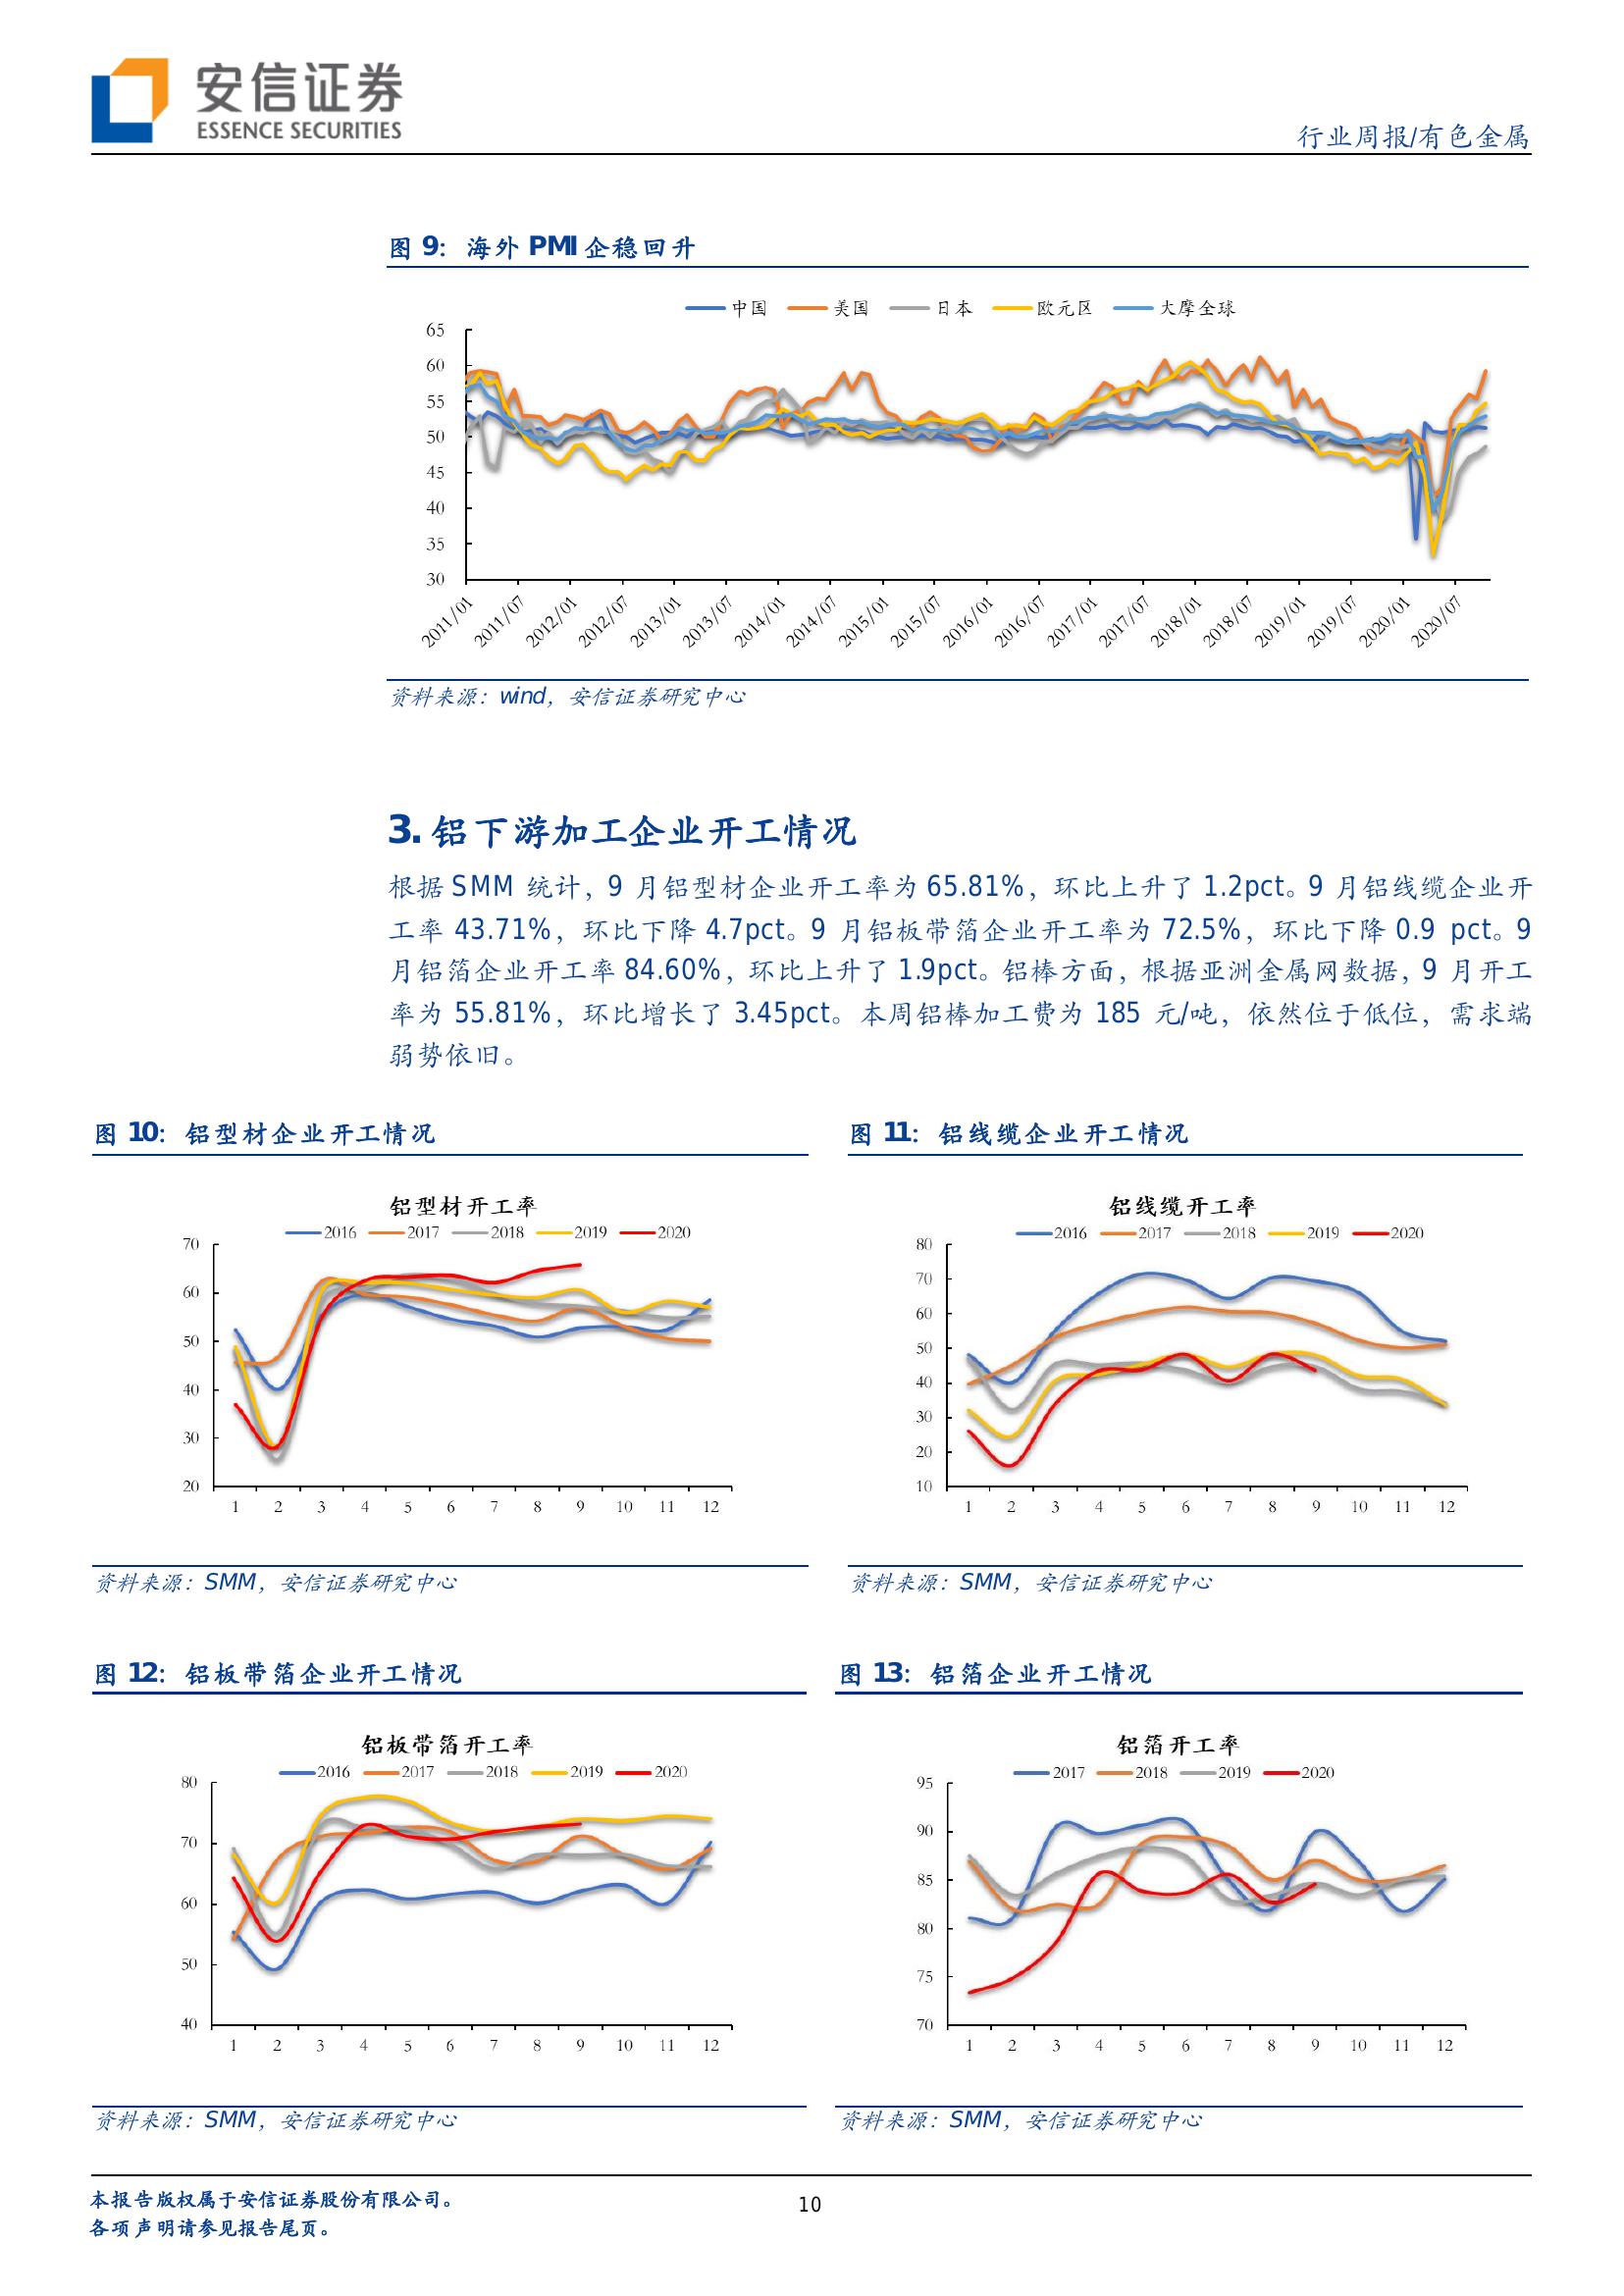 安信证券
ESSENCE SECURITIES
行业周报/有色金属
图 9：海外 PMI 企稳回升
中国 美国 日本 欧元区 大摩全球
65
60
55
50
45
40
35
30
2011/01 2011/07 2012/01 2012/07 2013/01 2013/07 2014/01 2014/07 2015/01 2015/07 2016/01 2016/07 2017/01 2017/07 2018/01 2018/07 2019/01 2019/07 2020/01 2020/07
资料来源：wind，安信证券研究中心
3. 铝下游加工企业开工情况
根据 SMM 统计，9 月铝型材企业开工率为 65.81%，环比上升了 1.2pct。9 月铝线缆企业开
工率 43.71%，环比下降 4.7pct。9 月铝板带箔企业开工率为 72.5%，环比下降 0.9 pct。9
月铝箔企业开工率 84.60%，环比上升了 1.9pct。铝棒方面，根据亚洲金属网数据，9 月开工
率为 55.81%，环比增长了 3.45pct。本周铝棒加工费为 185 元/吨，依然位于低位，需求端
弱势依旧。
图 10：铝型材企业开工情况
铝型材开工率
2016 2017 2018 2019 2020
70
60
50
40
30
20
1 2 3 4 5 6 7 8 9 10 11 12
资料来源：SMM，安信证券研究中心
图 11：铝线缆企业开工情况
铝线缆开工率
2016 2017 2018 2019 2020
80
70
60
50
40
30
20
10
1 2 3 4 5 6 7 8 9 10 11 12
资料来源：SMM，安信证券研究中心
图 12：铝板带箔企业开工情况
铝板带箔开工率
2016 2017 2018 2019 2020
80
70
60
50
40
1 2 3 4 5 6 7 8 9 10 11 12
资料来源：SMM，安信证券研究中心
图 13：铝箔企业开工情况
铝箔开工率
2017 2018 2019 2020
95
90
85
80
75
70
1 2 3 4 5 6 7 8 9 10 11 12
资料来源：SMM，安信证券研究中心
本报告版权属于安信证券股份有限公司。
各项声明请参见报告尾页。
10